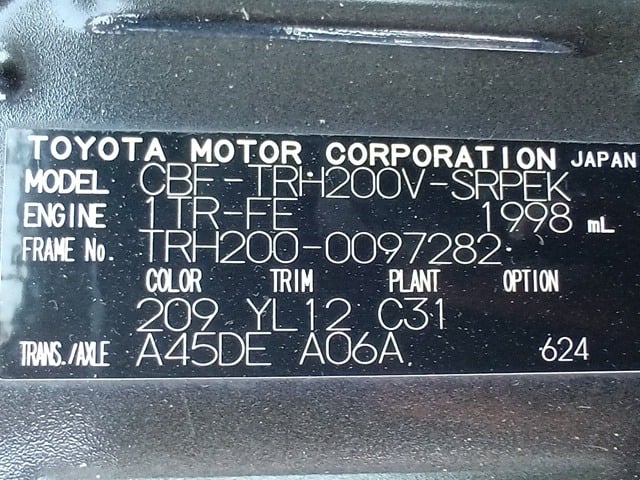 TOYOTA MOTOR CORPORATION JAPAN
MODEL CBF-TRH200V-SRPEK
ENGINE 1TR-FE 1998 mL
FRAME No. TRH200-0097282
COLOR TRIM PLANT OPTION
209 YL12 C31
TRANS./AXLE A45DE A06A 624